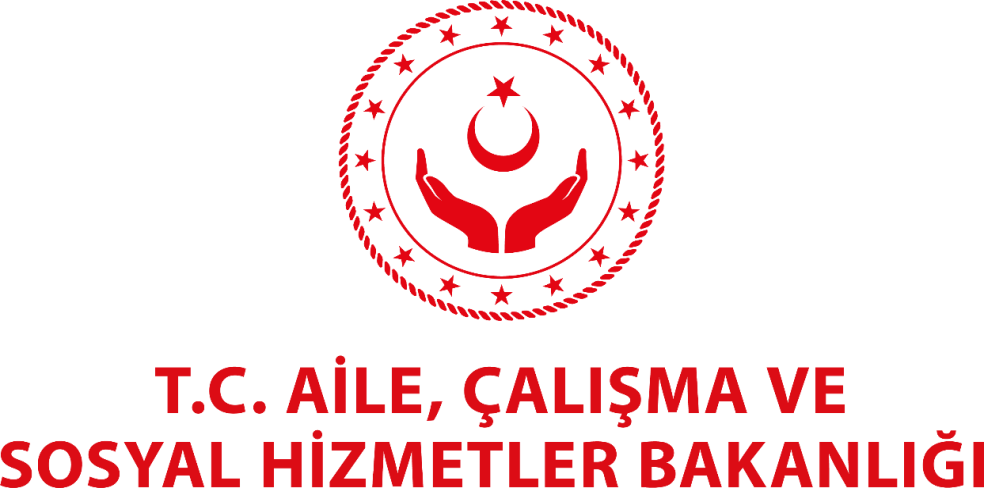 T.C. AİLE, ÇALIŞMA VE
SOSYAL HİZMETLER BAKANLIĞI